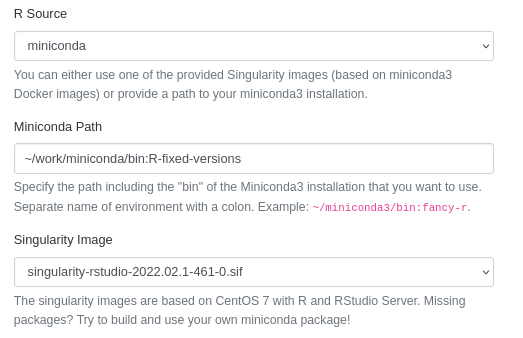 R Source
miniconda
You can either use one of the provided Singularity images (based on miniconda3
Docker images) or provide a path to your miniconda3 installation.
Miniconda Path
~/work/miniconda/bin:R-fixed-versions
Specify the path including the "bin" of the Miniconda3 installation that you want to use.
Separate name of environment with a colon. Example: ~/miniconda3/bin:fancy-r.
Singularity Image
singularity-rstudio-2022.02.1-461-0.sif
The singularity images are based on CentOS 7 with R and RStudio Server. Missing
packages? Try to build and use your own miniconda package!